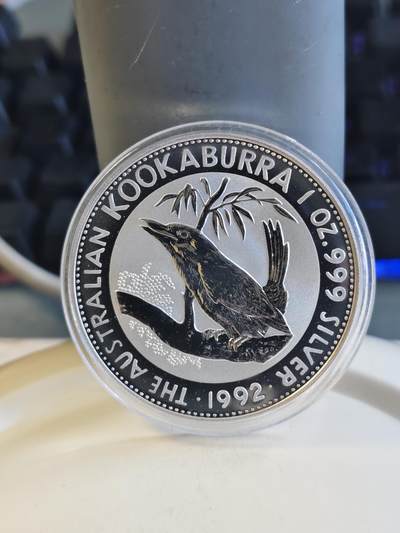 THE AUSTRALIAN KOOKABURRA 1 OZ. 999 SILVER · 1992 ·